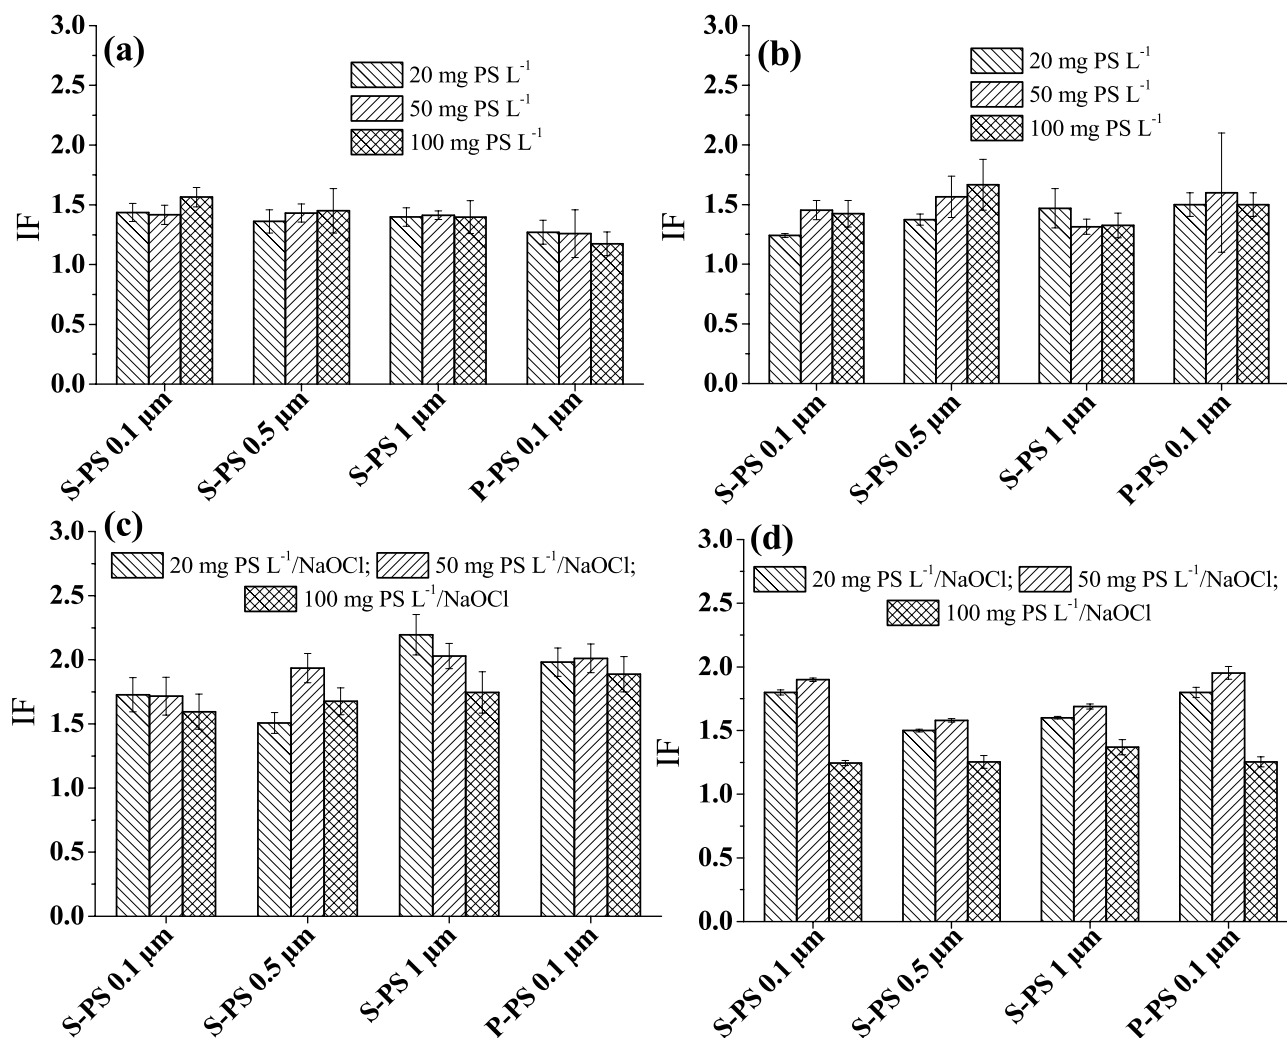 (a)
20 mg PS L⁻¹
50 mg PS L⁻¹
100 mg PS L⁻¹
IF
3.0
2.5
2.0
1.5
1.0
0.5
0.0
S-PS 0.1 µm
S-PS 0.5 µm
S-PS 1 µm
P-PS 0.1 µm
(b)
20 mg PS L⁻¹
50 mg PS L⁻¹
100 mg PS L⁻¹
IF
3.0
2.5
2.0
1.5
1.0
0.5
0.0
S-PS 0.1 µm
S-PS 0.5 µm
S-PS 1 µm
P-PS 0.1 µm
(c)
20 mg PS L⁻¹/NaOCl; 50 mg PS L⁻¹/NaOCl;
100 mg PS L⁻¹/NaOCl
IF
3.0
2.5
2.0
1.5
1.0
0.5
0.0
S-PS 0.1 µm
S-PS 0.5 µm
S-PS 1 µm
P-PS 0.1 µm
(d)
20 mg PS L⁻¹/NaOCl; 50 mg PS L⁻¹/NaOCl;
100 mg PS L⁻¹/NaOCl
IF
3.0
2.5
2.0
1.5
1.0
0.5
0.0
S-PS 0.1 µm
S-PS 0.5 µm
S-PS 1 µm
P-PS 0.1 µm